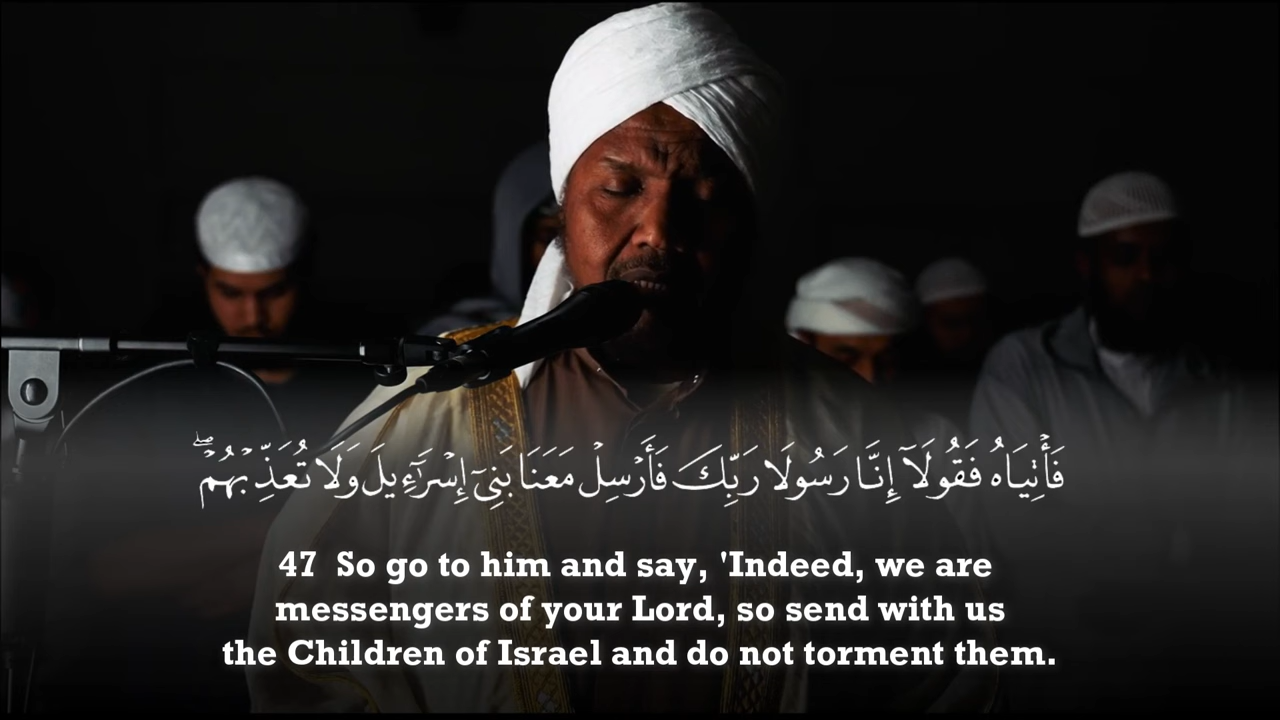 فَأْتِيَاهُ فَقُولَآ إِنَّا رَسُولَا رَبِّكَ فَأَرْسِلْ مَعَنَا بَنِىٓ إِسْرَٰٓءِيلَ وَلَا تُعَذِّبْهُمْ ۖ
47 So go to him and say, 'Indeed, we are
messengers of your Lord, so send with us
the Children of Israel and do not torment them.